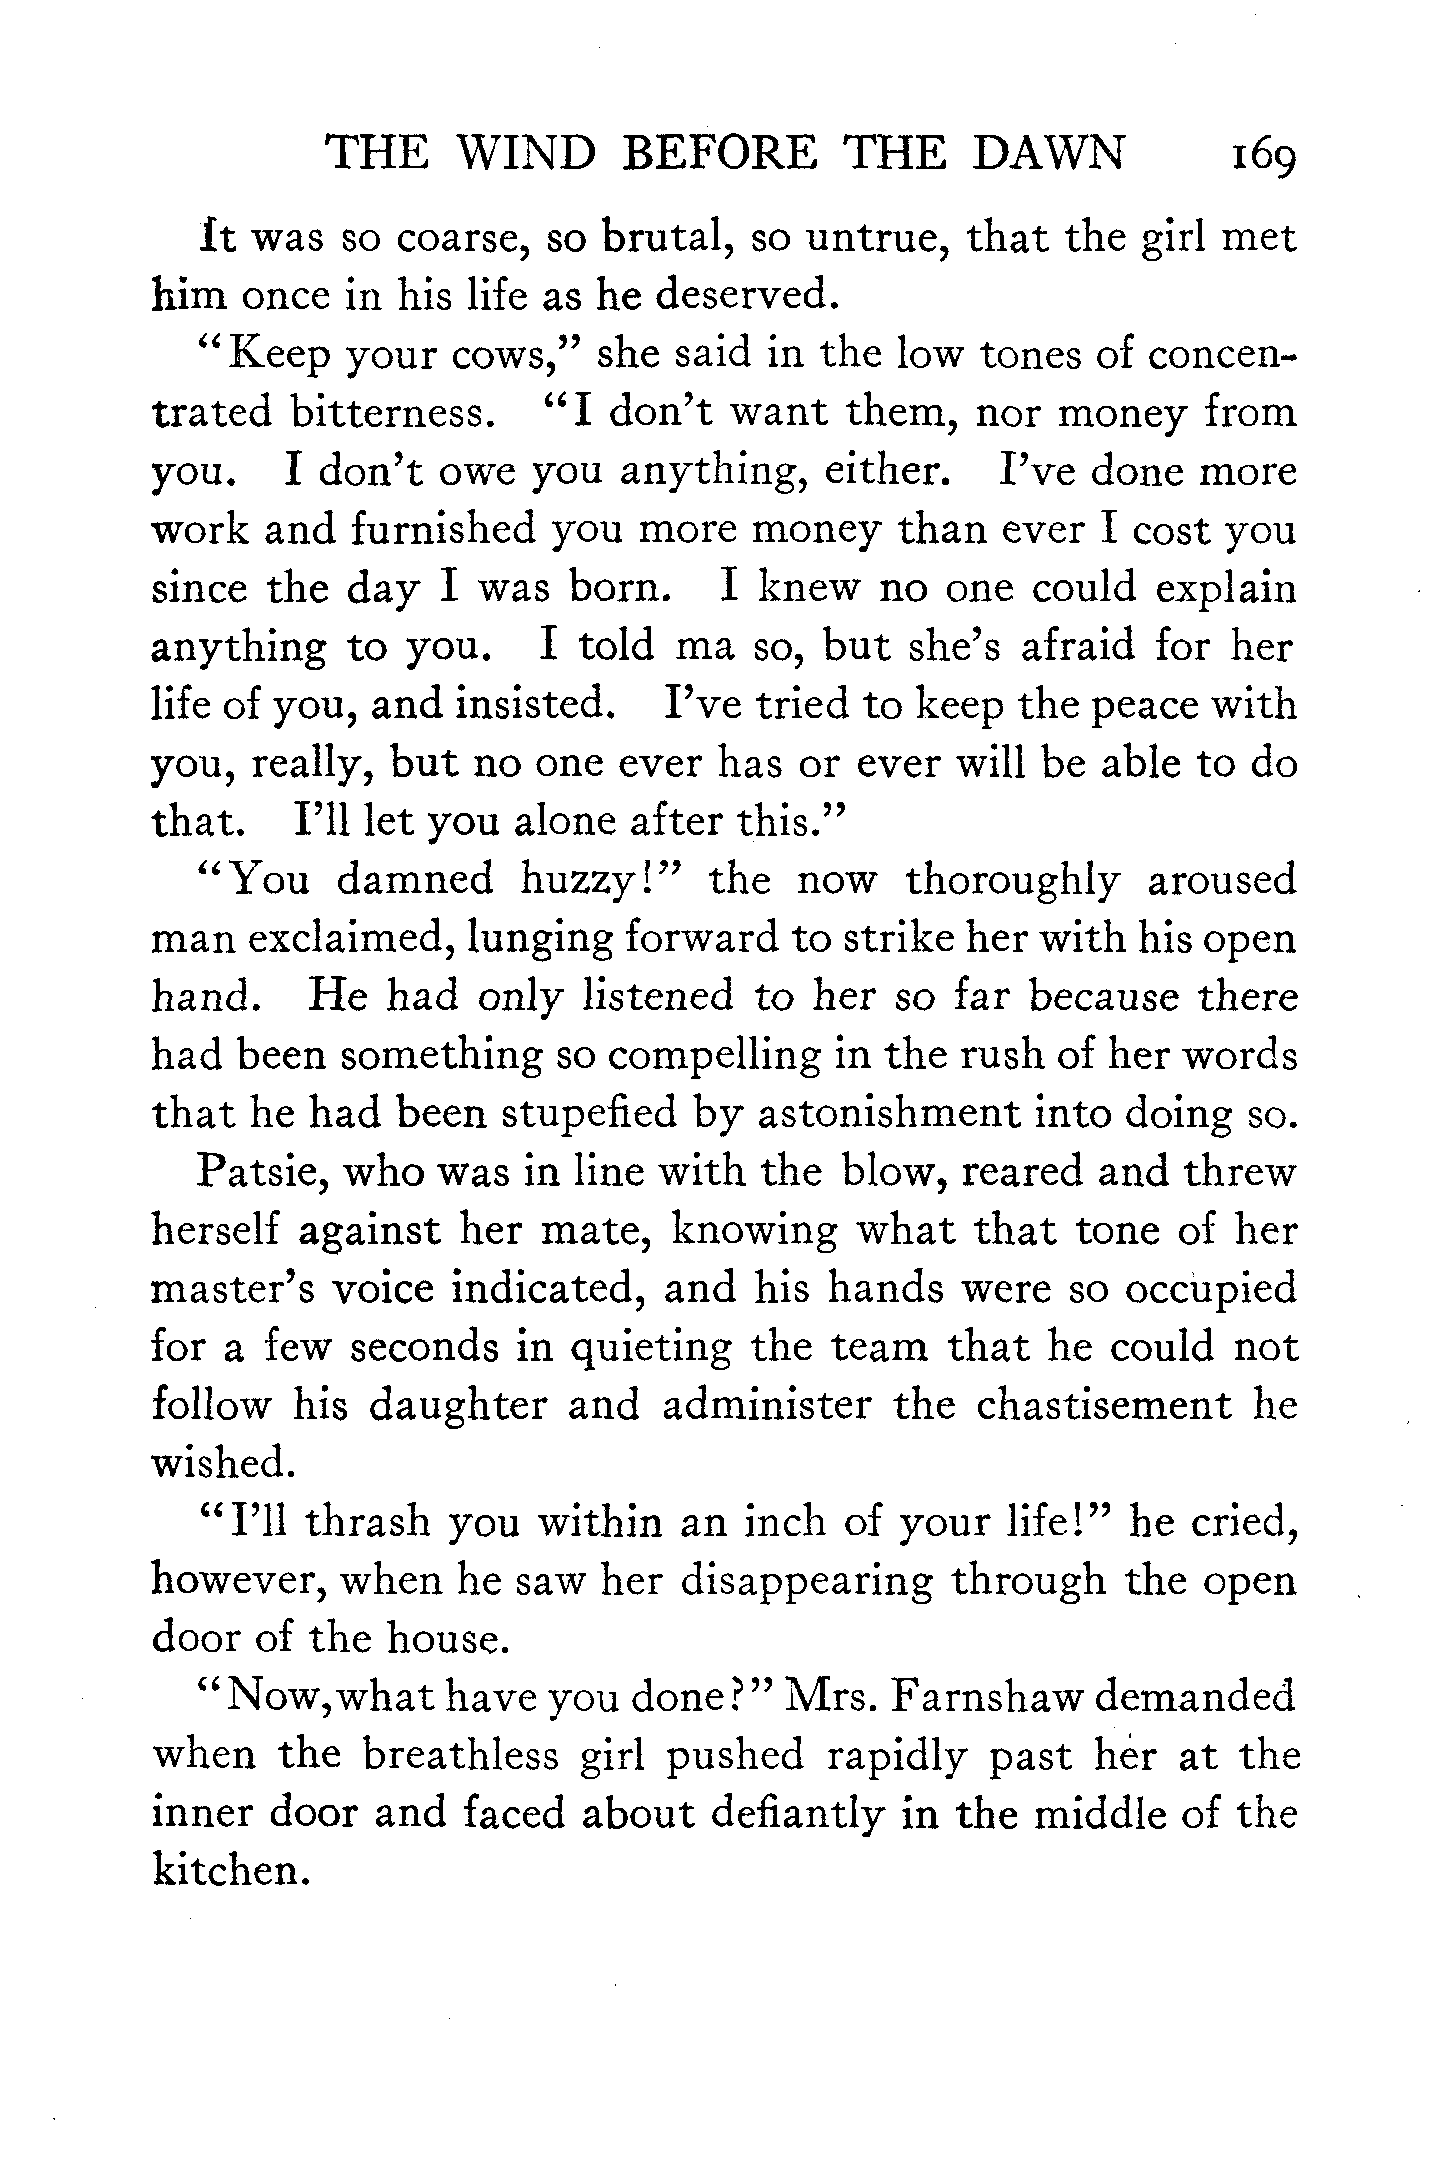 THE WIND BEFORE THE DAWN 169
It was so coarse, so brutal, so untrue, that the girl met
him once in his life as he deserved.
“Keep your cows,” she said in the low tones of concen-
trated bitterness. “I don’t want them, nor money from
you. I don’t owe you anything, either. I’ve done more
work and furnished you more money than ever I cost you
since the day I was born. I knew no one could explain
anything to you. I told ma so, but she’s afraid for her
life of you, and insisted. I’ve tried to keep the peace with
you, really, but no one ever has or ever will be able to do
that. I’ll let you alone after this.”
“You damned huzzy!” the now thoroughly aroused
man exclaimed, lunging forward to strike her with his open
hand. He had only listened to her so far because there
had been something so compelling in the rush of her words
that he had been stupefied by astonishment into doing so.
Patsie, who was in line with the blow, reared and threw
herself against her mate, knowing what that tone of her
master’s voice indicated, and his hands were so occupied
for a few seconds in quieting the team that he could not
follow his daughter and administer the chastisement he
wished.
“I’ll thrash you within an inch of your life!” he cried,
however, when he saw her disappearing through the open
door of the house.
“Now, what have you done?” Mrs. Farnshaw demanded
when the breathless girl pushed rapidly past her at the
inner door and faced about defiantly in the middle of the
kitchen.